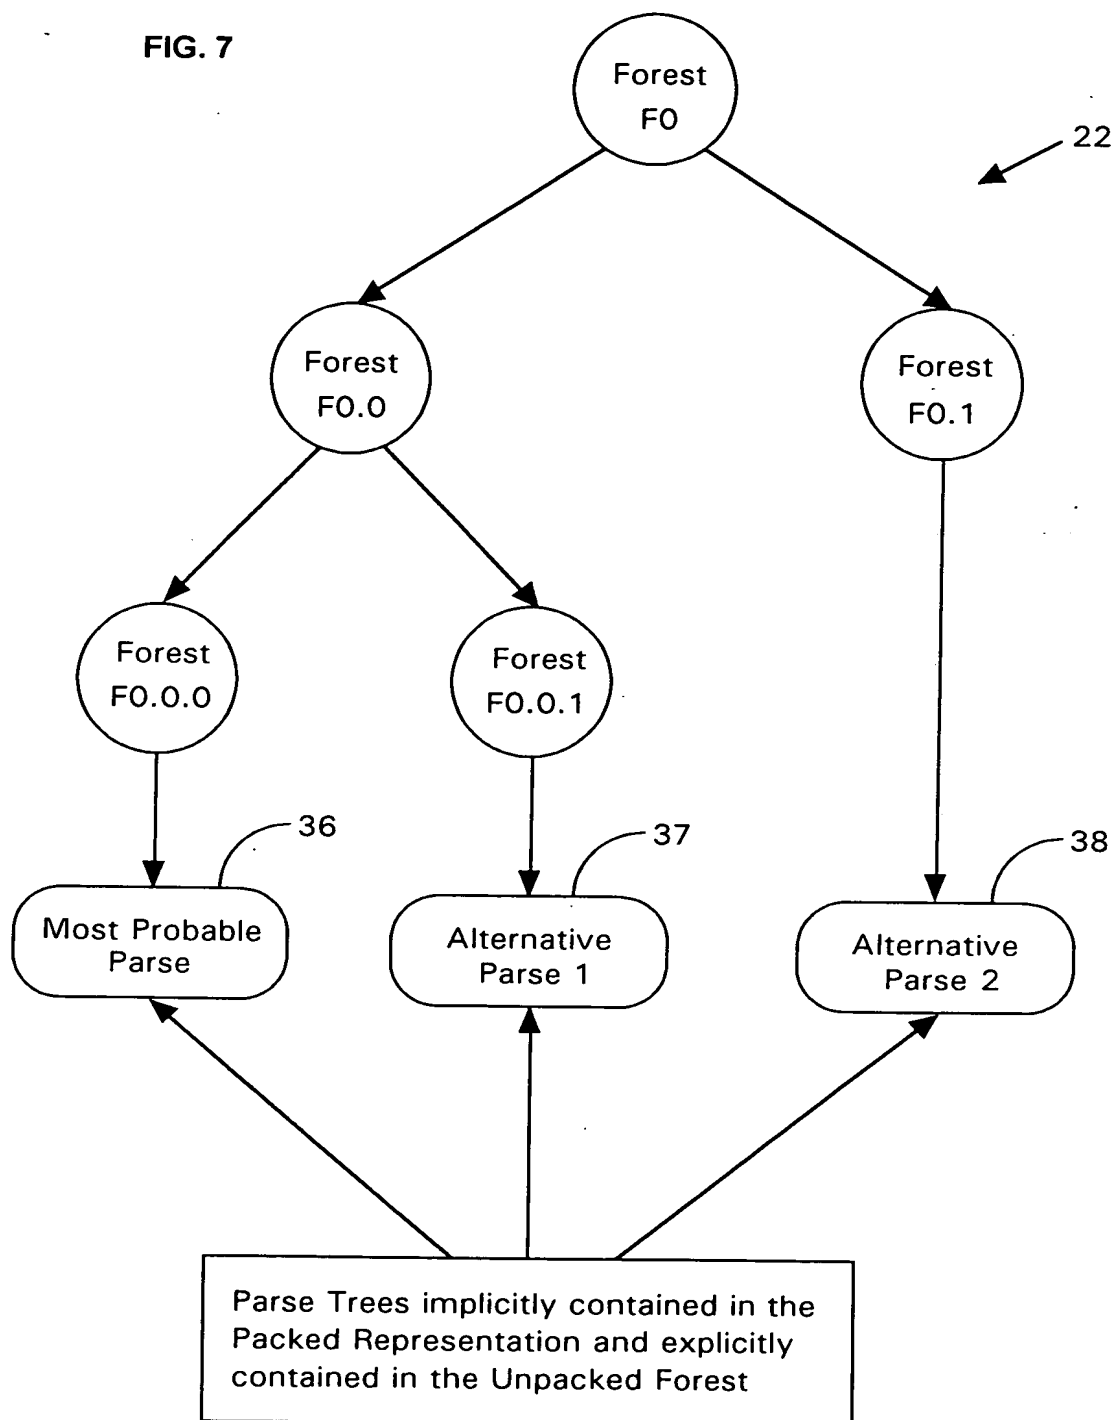 FIG. 7
Forest
F0
22
Forest
F0.0
Forest
F0.1
Forest
F0.0.0
Forest
F0.0.1
36
37
38
Most Probable
Parse
Alternative
Parse 1
Alternative
Parse 2
Parse Trees implicitly contained in the
Packed Representation and explicitly
contained in the Unpacked Forest